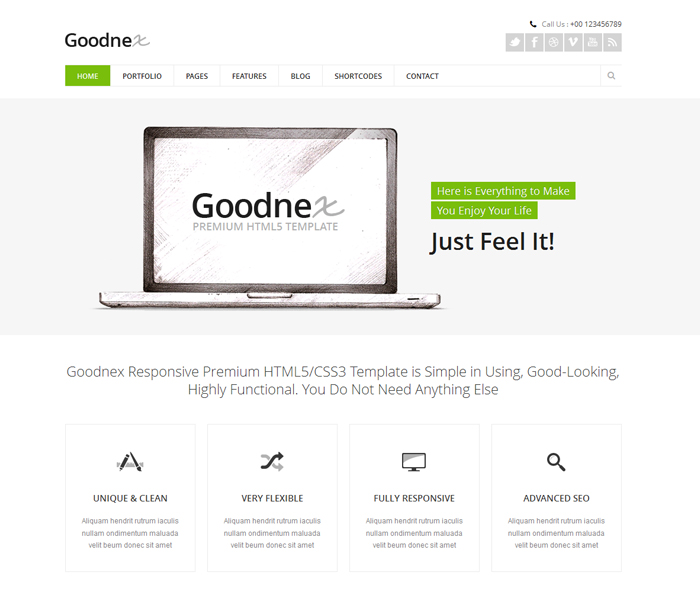 Call Us : +00 123456789
Goodnex
HOME PORTFOLIO PAGES FEATURES BLOG SHORTCODES CONTACT
Goodnex
PREMIUM HTML5 TEMPLATE
Here is Everything to Make
You Enjoy Your Life
Just Feel It!
Goodnex Responsive Premium HTML5/CSS3 Template is Simple in Using, Good-Looking,
Highly Functional. You Do Not Need Anything Else
UNIQUE & CLEAN
Aliquam hendrit rutrum iaculis
nullam ondimentum maluada
velit beum donec sit amet
VERY FLEXIBLE
Aliquam hendrit rutrum iaculis
nullam ondimentum maluada
velit beum donec sit amet
FULLY RESPONSIVE
Aliquam hendrit rutrum iaculis
nullam ondimentum maluada
velit beum donec sit amet
ADVANCED SEO
Aliquam hendrit rutrum iaculis
nullam ondimentum maluada
velit beum donec sit amet